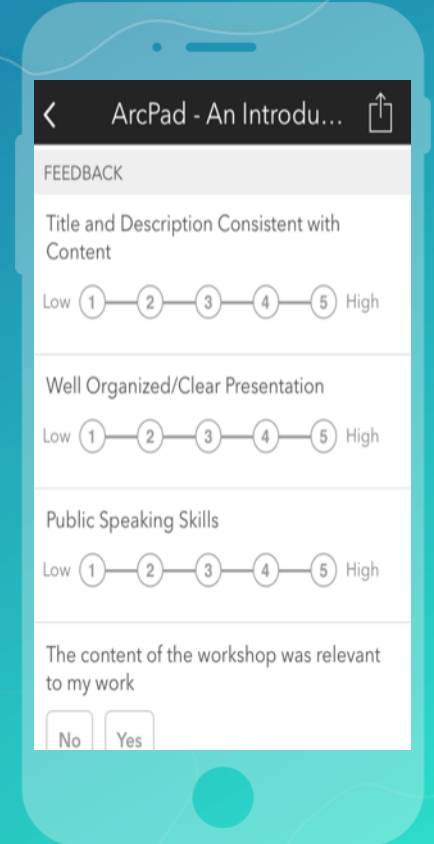 ArcPad - An Introdu...
FEEDBACK
Title and Description Consistent with
Content
Low 1 2 3 4 5 High
Well Organized/Clear Presentation
Low 1 2 3 4 5 High
Public Speaking Skills
Low 1 2 3 4 5 High
The content of the workshop was relevant
to my work
No Yes